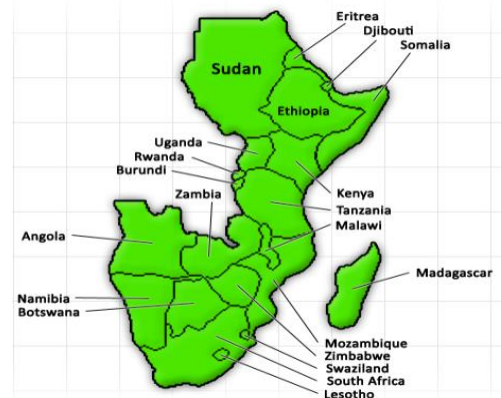 Eritrea
Djibouti
Somalia
Sudan
Ethiopia
Uganda
Rwanda
Burundi
Zambia
Kenya
Tanzania
Malawi
Angola
Madagascar
Namibia
Botswana
Mozambique
Zimbabwe
Swaziland
South Africa
Lesotho